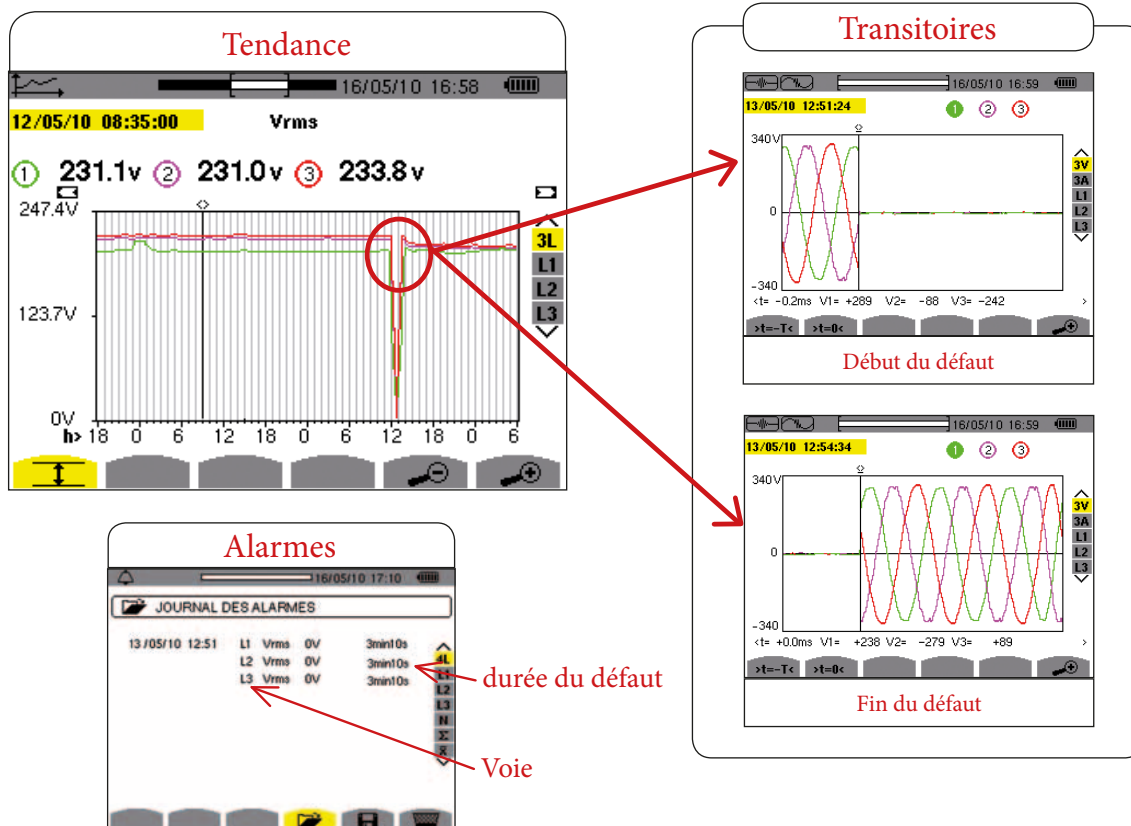 Tendance
16/05/10 16:58
12/05/10 08:35:00 Vrms
1 231.1v 2 231.0v 3 233.8v
247.4V
123.7V
0V
h> 18 0 6 12 18 0 6 12 18 0 6
3L
L1
L2
L3
Transitoires
16/05/10 16:59
13/05/10 12:51:24
1 2 3
340V
0
-340
3V
3A
L1
L2
L3
<t= -0.2ms V1= +289 V2= -88 V3= -242 >
>t=-T< >t=0<
Début du défaut
16/05/10 16:59
13/05/10 12:54:34
1 2 3
340V
0
-340
3V
3A
L1
L2
L3
<t= +0.0ms V1= +238 V2= -279 V3= +89 >
>t=-T< >t=0<
Fin du défaut
Alarmes
16/05/10 17:10
JOURNAL DES ALARMES
13/05/10 12:51 L1 Vrms 0V 3min10s
L2 Vrms 0V 3min10s
L3 Vrms 0V 3min10s
4L
L1
L2
L3
N
Σ
durée du défaut
Voie